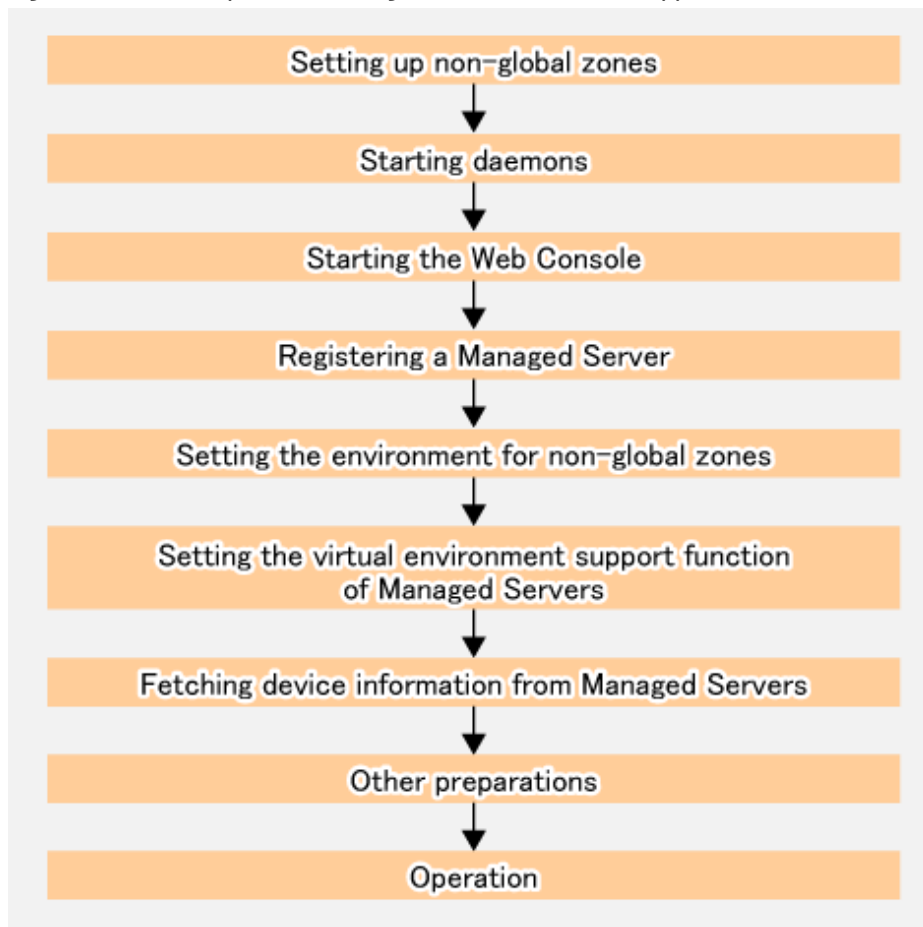 Setting up non-global zones
Starting daemons
Starting the Web Console
Registering a Managed Server
Setting the environment for non-global zones
Setting the virtual environment support function
of Managed Servers
Fetching device information from Managed Servers
Other preparations
Operation